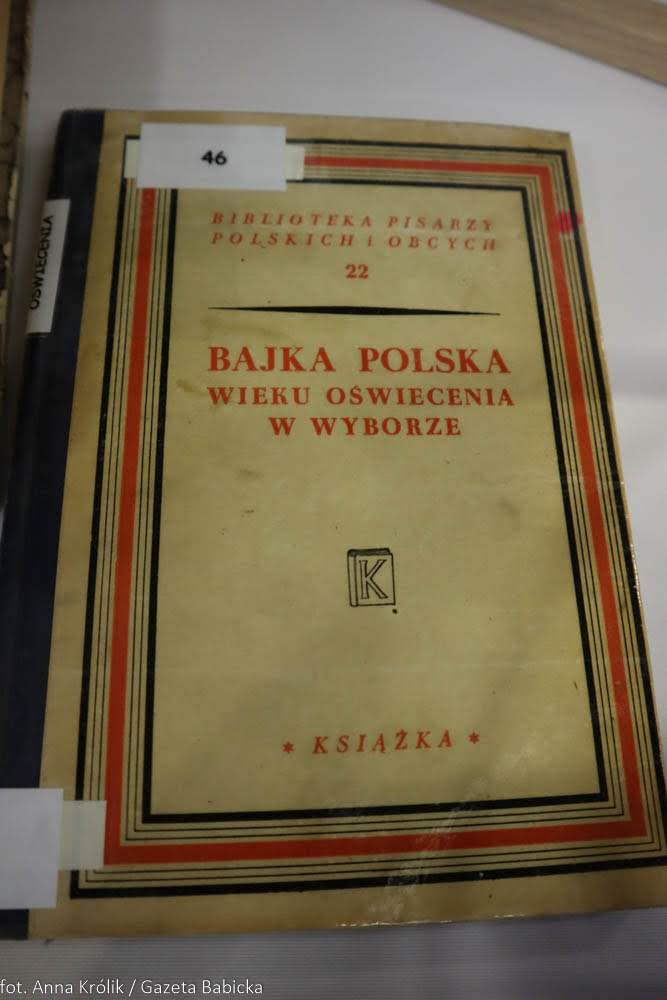 46
BIBLIOTEKA PISARZY
POLSKICH i OBCYCH
22
BAJKA POLSKA
WIEKU OŚWIECENIA
W WYBORZE
K
* KSIĄŻKA *
OŚWIECENIA
fot. Anna Królik / Gazeta Babicka